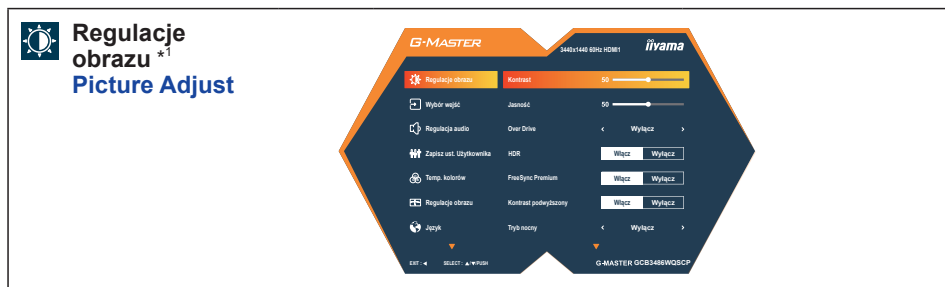 Regulacje
obrazu *1
Picture Adjust
G-MASTER
3440x1440 60Hz HDMI1
iiyama
Regulacja obrazu Kontrast 50
Wybór wejść Jasność 50
Regulacja audio Over Drive ‹ Wyłącz ›
Zapisz ust. Użytkownika HDR Włącz Wyłącz
Temp. kolorów FreeSync Premium Włącz Wyłącz
Regulacje obrazu Kontrast podwyższony Włącz Wyłącz
Język Tryb nocny ‹ Wyłącz ›
EXIT : ◄ SELECT : ▲/▼/PUSH G-MASTER GCB3486WQSCP